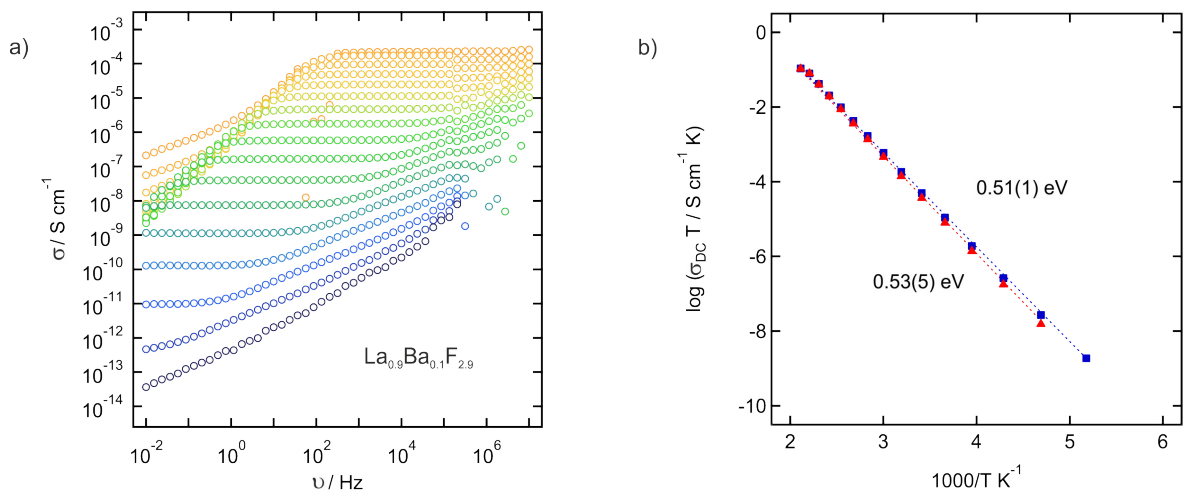 a)
10⁻³
10⁻⁴
10⁻⁵
10⁻⁶
10⁻⁷
10⁻⁸
10⁻⁹
10⁻¹⁰
10⁻¹¹
10⁻¹²
10⁻¹³
10⁻¹⁴
σ / S cm⁻¹
La₀.₉Ba₀.₁F₂.₉
10⁻² 10⁰ 10² 10⁴ 10⁶
υ / Hz
b)
0
-2
-4
-6
-8
-10
log (σDC T / S cm⁻¹ K)
0.51(1) eV
0.53(5) eV
2 3 4 5 6
1000/T K⁻¹